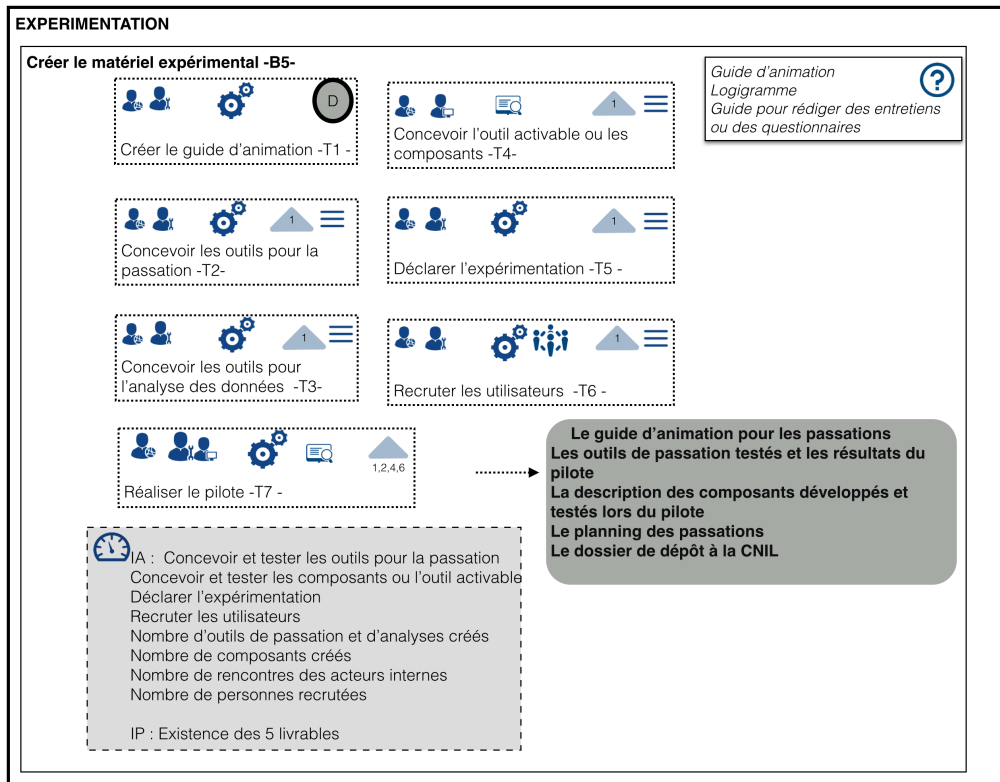 EXPERIMENTATION
Créer le matériel expérimental -B5-
Guide d'animation
Logigramme
Guide pour rédiger des entretiens
ou des questionnaires
?
D
Créer le guide d'animation -T1 -
1
Concevoir l'outil activable ou les
composants -T4-
1
Concevoir les outils pour la
passation -T2-
1
Déclarer l'expérimentation -T5 -
1
Concevoir les outils pour
l'analyse des données -T3-
1
Recruter les utilisateurs -T6 -
1,2,4,6
Réaliser le pilote -T7 -
Le guide d'animation pour les passations
Les outils de passation testés et les résultats du
pilote
La description des composants développés et
testés lors du pilote
Le planning des passations
Le dossier de dépôt à la CNIL
IA : Concevoir et tester les outils pour la passation
Concevoir et tester les composants ou l'outil activable
Déclarer l'expérimentation
Recruter les utilisateurs
Nombre d'outils de passation et d'analyses créés
Nombre de composants créés
Nombre de rencontres des acteurs internes
Nombre de personnes recrutées
IP : Existence des 5 livrables